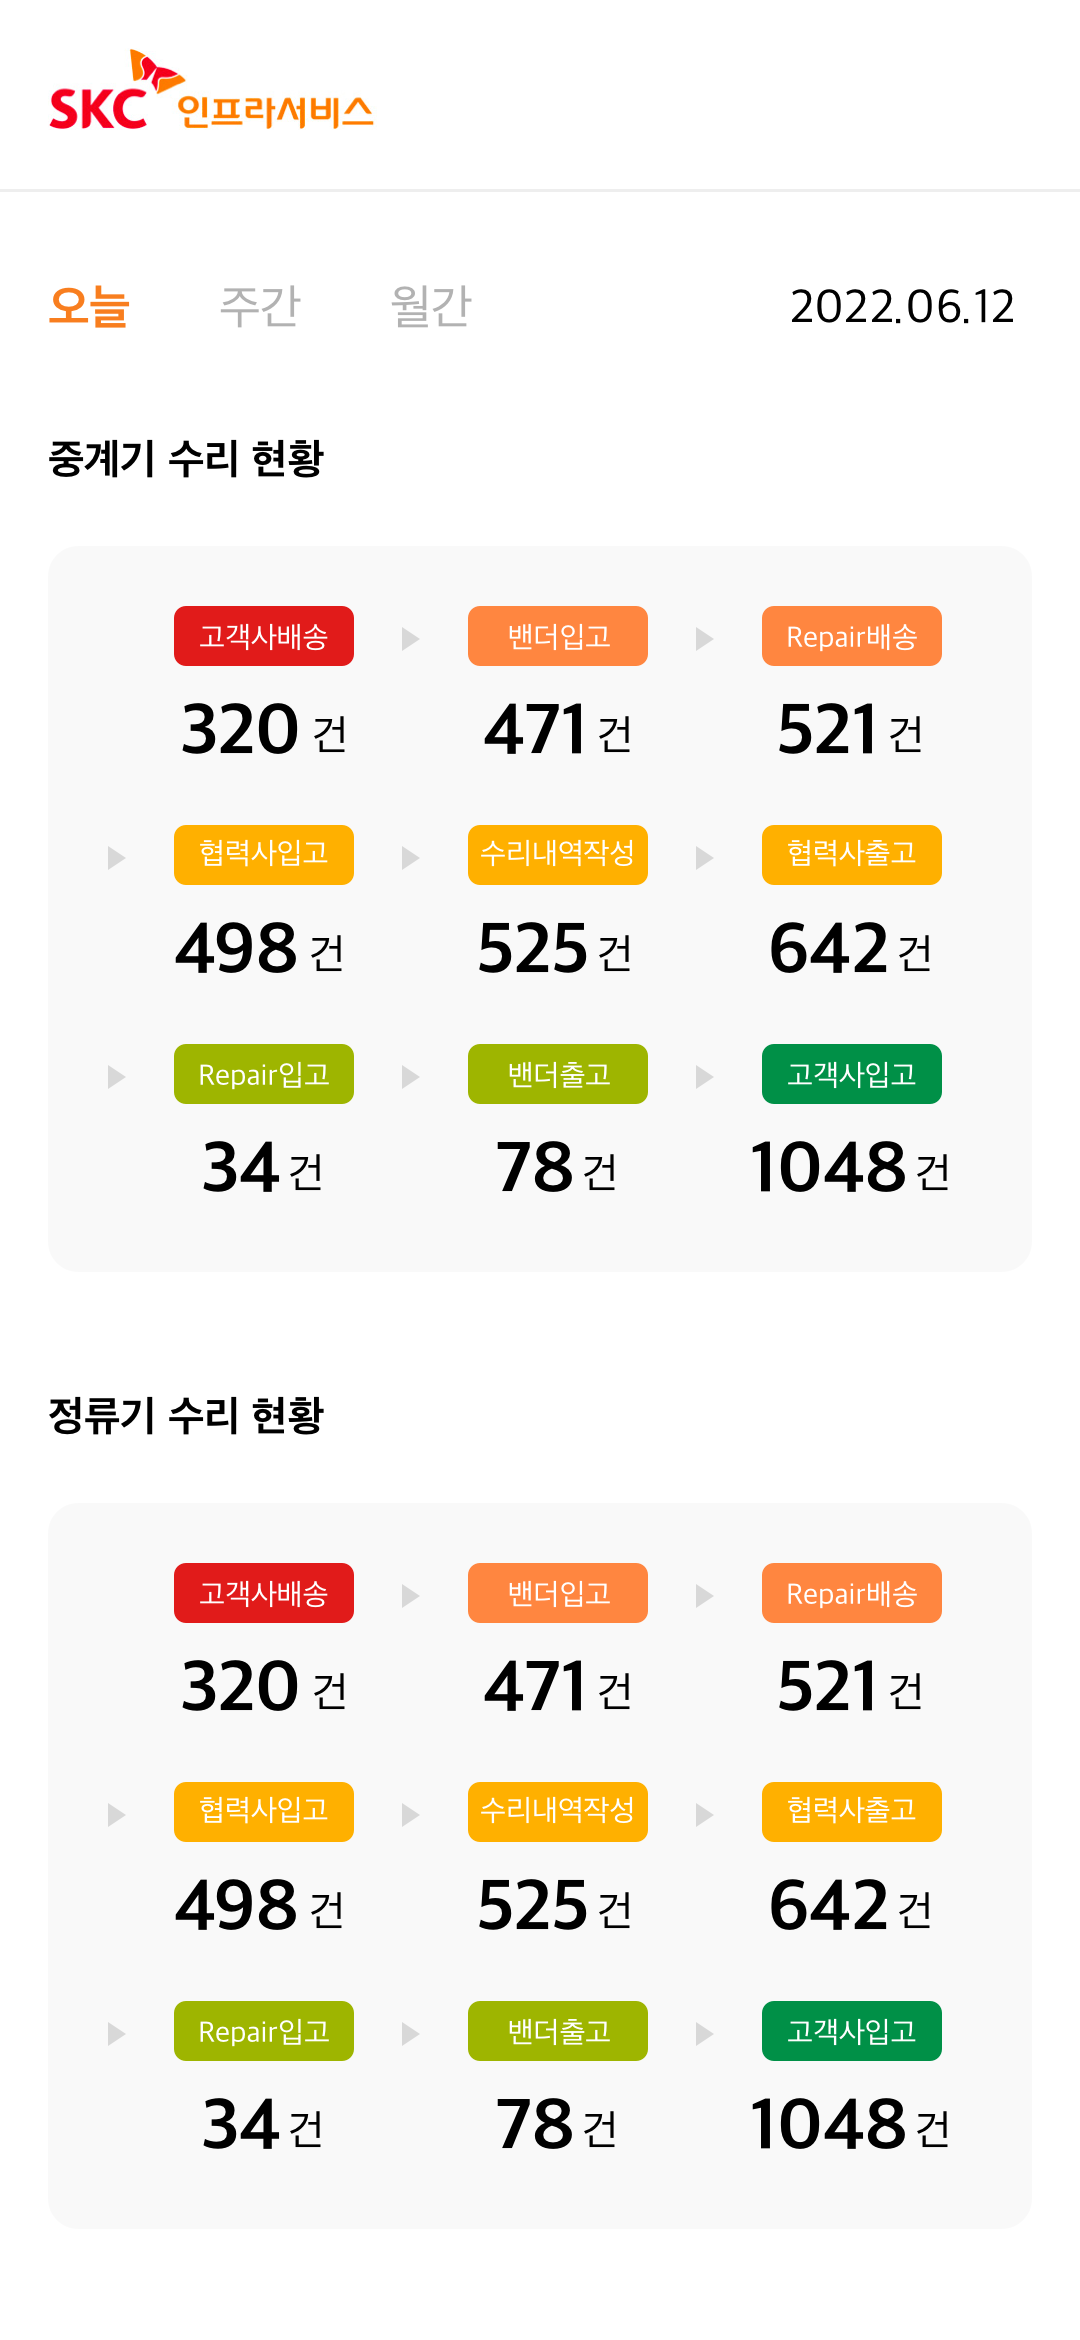 SKC 인프라서비스
오늘 주간 월간 2022.06.12
중계기 수리 현황
고객사배송 밴더입고 Repair배송
320 건 471 건 521 건
협력사입고 수리내역작성 협력사출고
498 건 525 건 642 건
Repair입고 밴더출고 고객사입고
34 건 78 건 1048 건
정류기 수리 현황
고객사배송 밴더입고 Repair배송
320 건 471 건 521 건
협력사입고 수리내역작성 협력사출고
498 건 525 건 642 건
Repair입고 밴더출고 고객사입고
34 건 78 건 1048 건